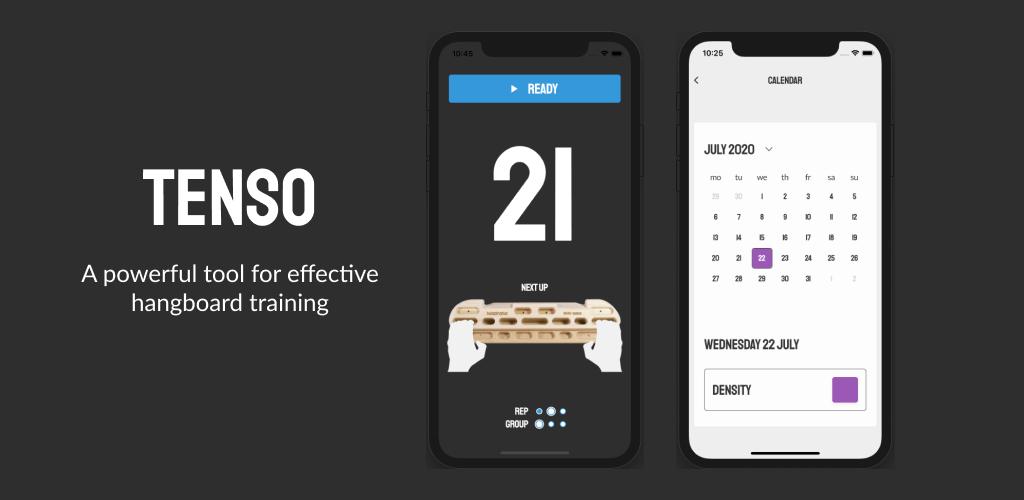 TENSO
A powerful tool for effective
hangboard training
10:45
READY
21
NEXT UP
REP
GROUP
10:25
CALENDAR
JULY 2020
mo tu we th fr sa su
29 30 1 2 3 4 5
6 7 8 9 10 11 12
13 14 15 16 17 18 19
20 21 22 23 24 25 26
27 28 29 30 31 1 2
WEDNESDAY 22 JULY
DENSITY